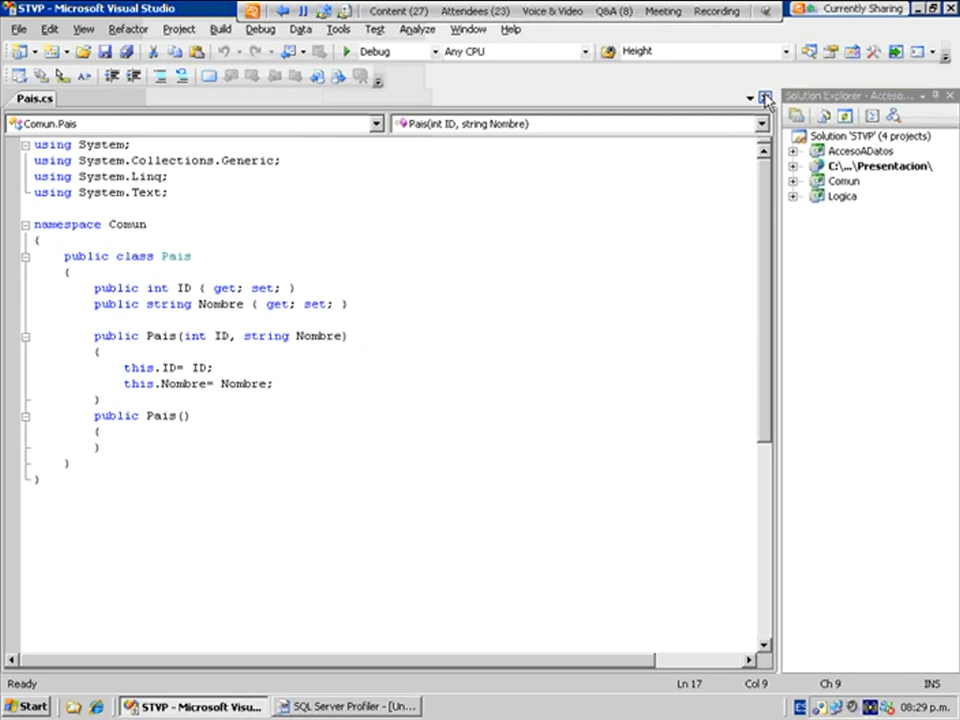 STVP - Microsoft Visual Studio
Content (27) Attendees (23) Voice & Video Q&A (8) Meeting Recording
Currently Sharing
File Edit View Refactor Project Build Debug Data Tools Test Analyze Window Help
Debug Any CPU Height
Pais.cs
Solution Explorer - Acceso...
Comun.Pais
Pais(int ID, string Nombre)
using System;
using System.Collections.Generic;
using System.Linq;
using System.Text;
namespace Comun
{
public class Pais
{
public int ID { get; set; }
public string Nombre { get; set; }
public Pais(int ID, string Nombre)
{
this.ID= ID;
this.Nombre= Nombre;
}
public Pais()
{
}
}
}
Solution 'STVP' (4 projects)
AccesoADatos
C:\...\Presentacion\
Comun
Logica
Ready Ln 17 Col 9 Ch 9 INS
Start STVP - Microsoft Visu... SQL Server Profiler - [Un... ES 08:29 p.m.